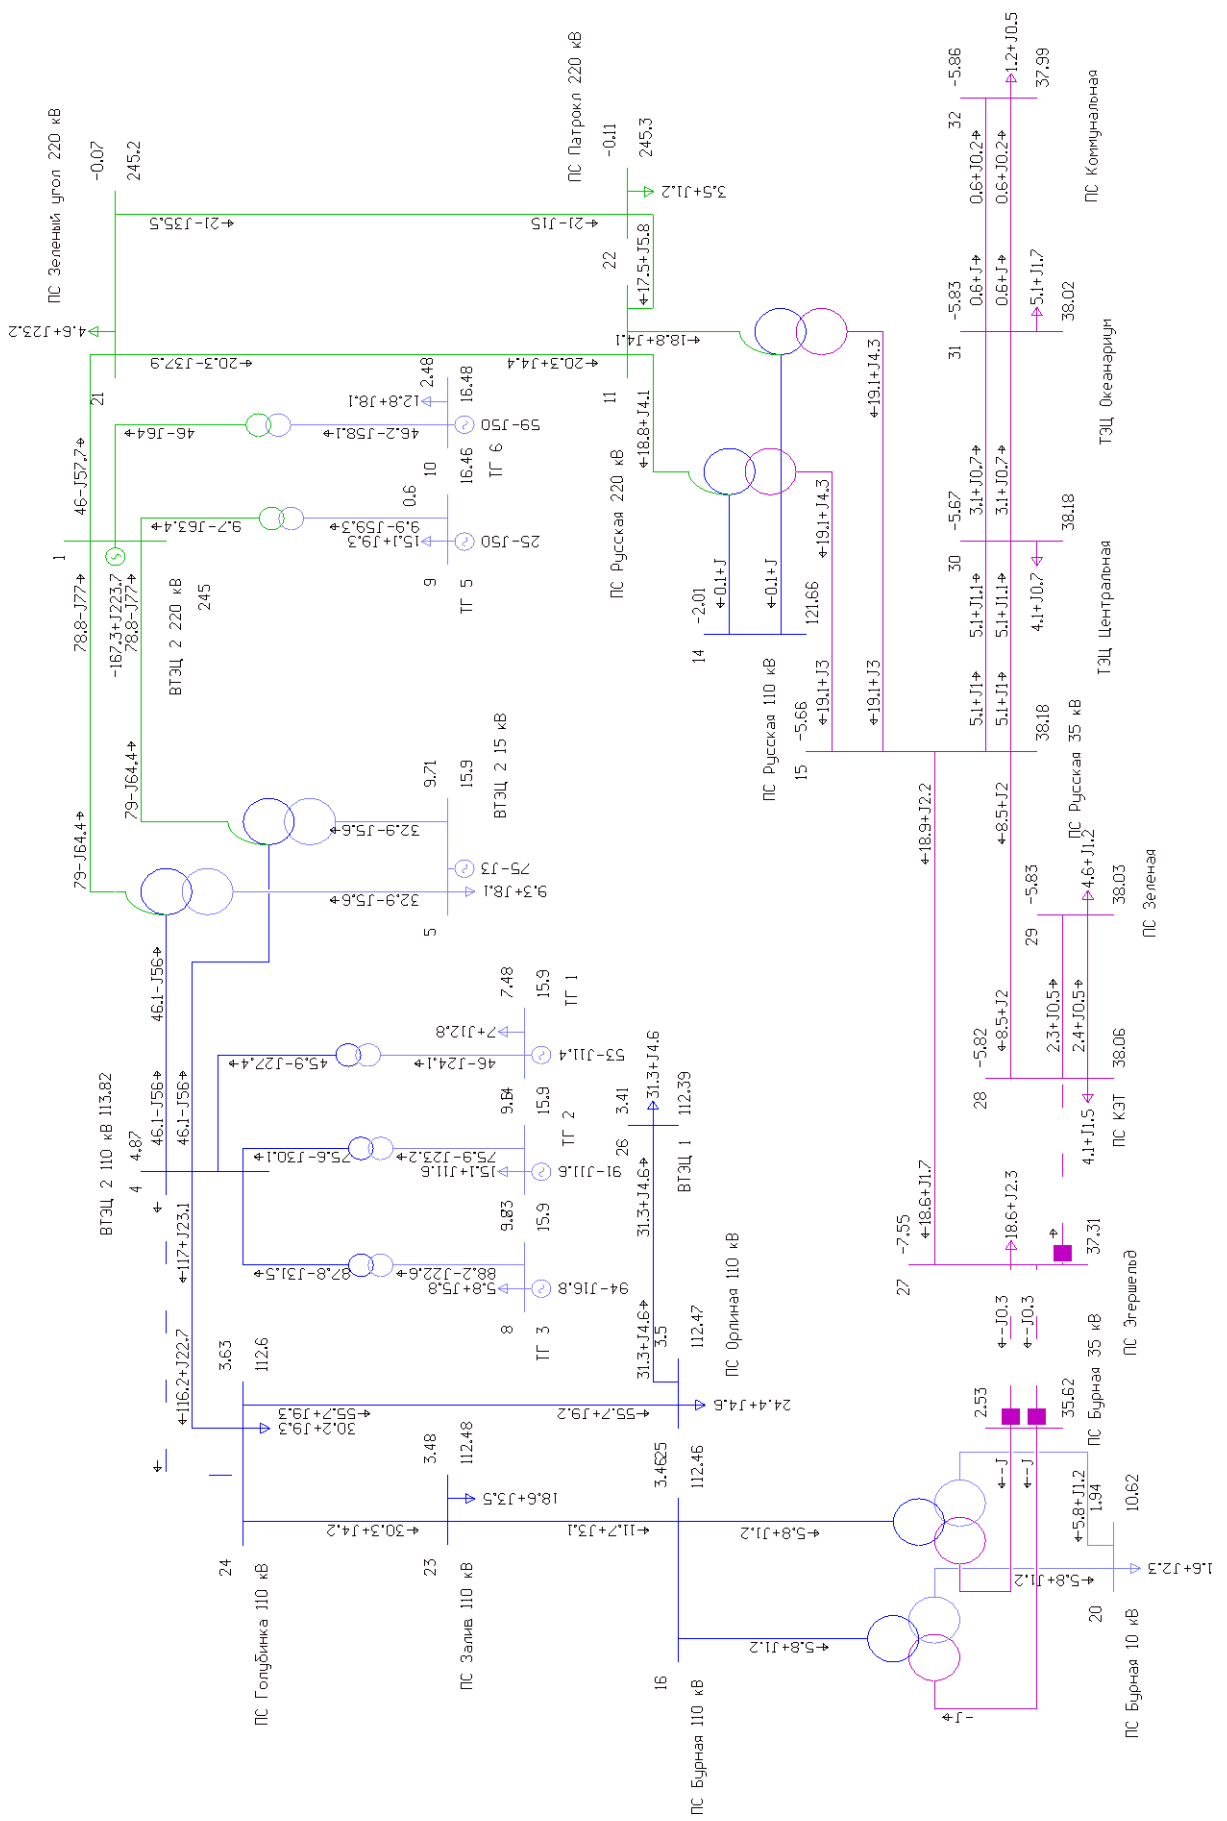 ПС Зеленый угол 220 кВ
-0.07
245.2
4.6+J23.2
21
21-J35.5
20.3-J37.9
46-J57.7
1
-167.3+J223.7
ВТЭЦ 2 220 кВ
245
78.8-J77
78.8-J77
79-J64.4
79-J64.4
46-J64
46.2-J58.1
12.8+J8.1
2.48
16.48
59-J50
10
ТГ 6
9.7-J63.4
9.9-J59.3
15.1+J9.3
0.6
16.46
25-J50
9
ТГ 5
ПС Патрокл 220 кВ
-0.11
245.3
3.5+J1.2
22
21-J15
17.5+J5.8
11
20.3+J4.4
18.8+J4.1
18.8+J4.1
ПС Русская 220 кВ
19.1+J4.3
19.1+J4.3
0.1+J
0.1+J
-2.01
121.66
14
ПС Русская 110 кВ
19.1+J3
19.1+J3
-5.66
38.18
15
ПС Русская 35 кВ
5.1+J1
5.1+J1
5.1+J1.1
5.1+J1.1
30
-5.67
38.18
4.1+J0.7
ТЭЦ Центральная
3.1+J0.7
3.1+J0.7
31
-5.83
38.02
5.1+J1.7
ТЭЦ Океанариум
0.6+J
0.6+J
0.6+J0.2
0.6+J0.2
32
-5.86
37.99
1.2+J0.5
ПС Коммунальная
32.9-J5.6
32.9-J5.6
9.71
15.9
75-J3
9.3+J8.1
5
ВТЭЦ 2 15 кВ
46.1-J56
46.1-J56
46.1-J56
ВТЭЦ 2 110 кВ 113.82
4.87
4
45.9-J27.4
46-J24.1
7+J12.8
7.48
15.9
ТГ 1
53-J11.4
75.6-J30.1
75.9-J23.2
15.1+J11.6
15.9
ТГ 2
91-J11.6
87.8-J31.5
88.2-J22.6
5.8+J5.8
15.9
94-J16.8
8
ТГ 3
117+J23.1
116.2+J22.7
3.63
112.6
30.2+J9.3
24
ПС Голубинка 110 кВ
55.7+J9.3
55.7+J9.2
30.3+J4.2
3.48
112.48
18.6+J3.5
23
ПС Залив 110 кВ
11.7+J3.1
3.41
112.39
31.3+J4.6
26
ВТЭЦ 1
31.3+J4.6
31.3+J4.6
3.5
112.47
24.4+J4.6
ПС Орлиная 110 кВ
3.4625
112.46
16
ПС Бурная 110 кВ
5.8+J1.2
5.8+J1.2
5.8+J1.2
5.8+J1.2
1.94
10.62
1.6+J2.3
20
ПС Бурная 10 кВ
-J
-J
-J
2.53
35.62
ПС Бурная 35 кВ
-J0.3
-J0.3
-7.55
37.31
18.6+J2.3
27
ПС Эгершельд
18.6+J1.7
18.9+J2.2
8.5+J2
8.5+J2
-5.82
38.06
4.1+J1.5
28
ПС КЭТ
2.3+J0.5
2.4+J0.5
-5.83
38.03
4.6+J1.2
29
ПС Зеленая